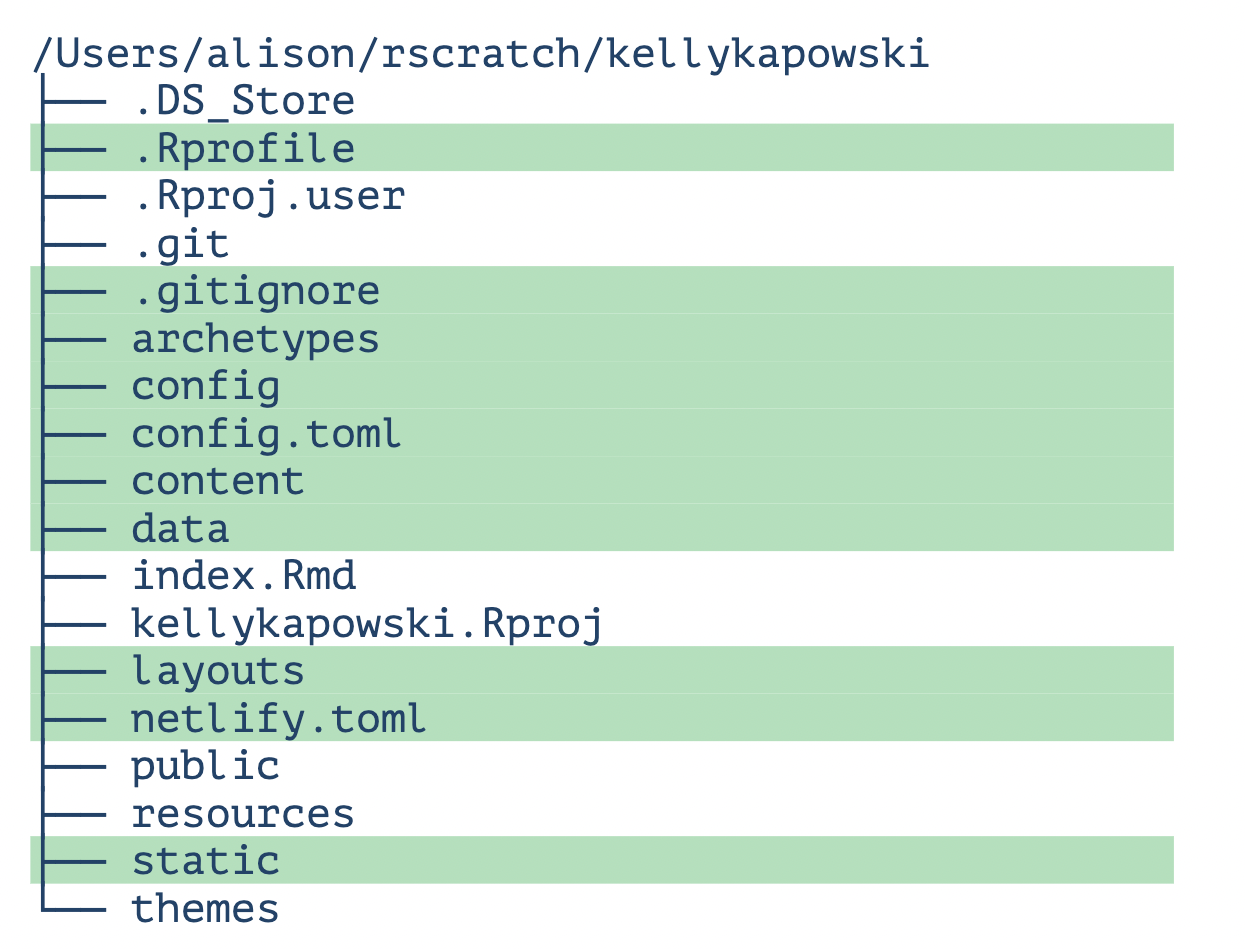 /Users/alison/rscratch/kellykapowski
├── .DS_Store
├── .Rprofile
├── .Rproj.user
├── .git
├── .gitignore
├── archetypes
├── config
├── config.toml
├── content
├── data
├── index.Rmd
├── kellykapowski.Rproj
├── layouts
├── netlify.toml
├── public
├── resources
├── static
└── themes